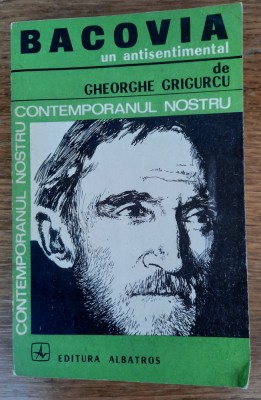 BACOVIA
un antisentimental
de
GHEORGHE GRIGURCU
CONTEMPORANUL NOSTRU
CONTEMPORANUL NOSTRU
EDITURA ALBATROS